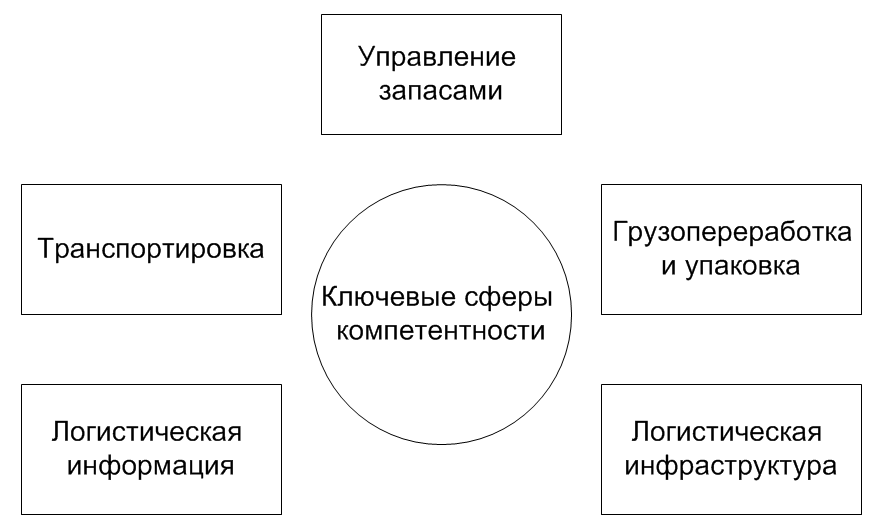 Управление
запасами
Транспортировка
Грузопереработка
и упаковка
Ключевые сферы
компетентности
Логистическая
информация
Логистическая
инфраструктура